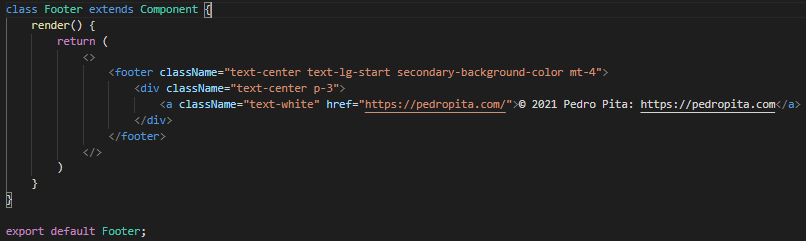 class Footer extends Component {
    render() {
        return (
            <>
                <footer className="text-center text-lg-start secondary-background-color mt-4">
                    <div className="text-center p-3">
                        <a className="text-white" href="https://pedropita.com/">© 2021 Pedro Pita: https://pedropita.com</a>
                    </div>
                </footer>
            </>
        )
    }
}

export default Footer;